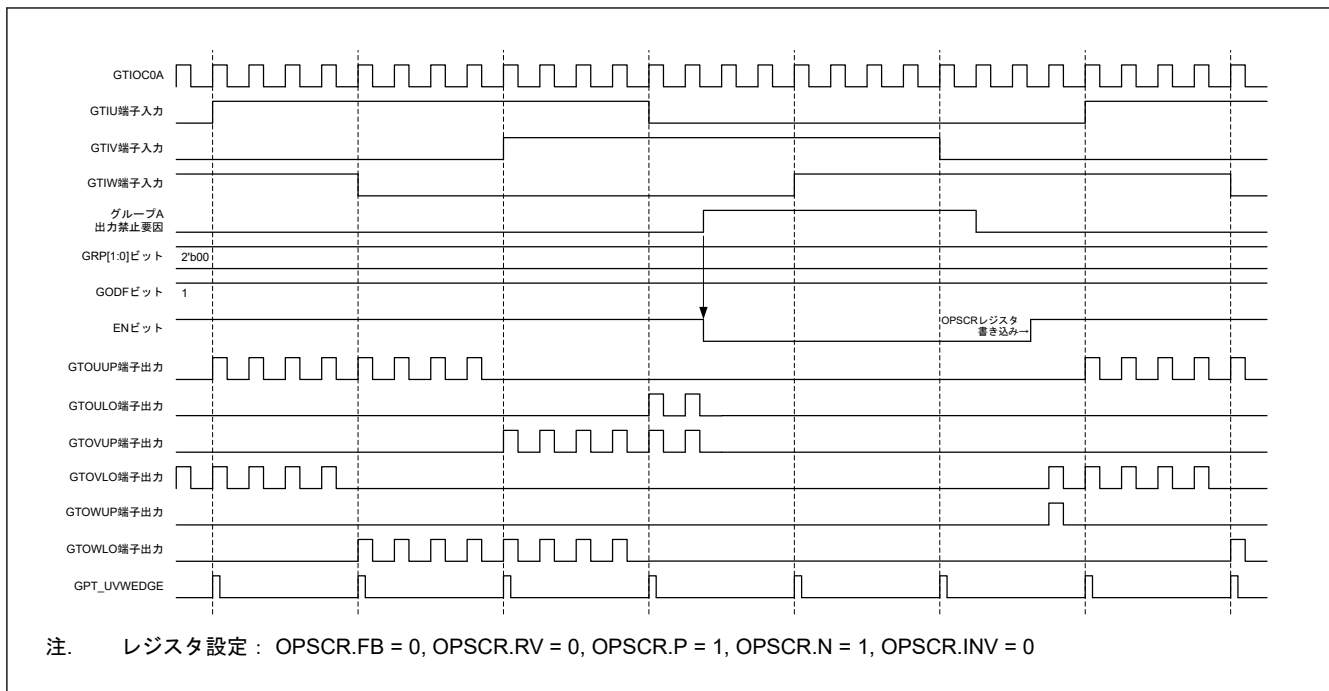 GTIOC0A
GTIU端子入力
GTIV端子入力
GTIW端子入力
グループA
出力禁止要因
GRP[1:0]ビット
2'b00
GODFビット
1
ENビット
OPSCRレジスタ
書き込み→
GTOUUP端子出力
GTOULO端子出力
GTOVUP端子出力
GTOVLO端子出力
GTOWUP端子出力
GTOWLO端子出力
GPT_UVWEDGE
注. レジスタ設定： OPSCR.FB = 0, OPSCR.RV = 0, OPSCR.P = 1, OPSCR.N = 1, OPSCR.INV = 0